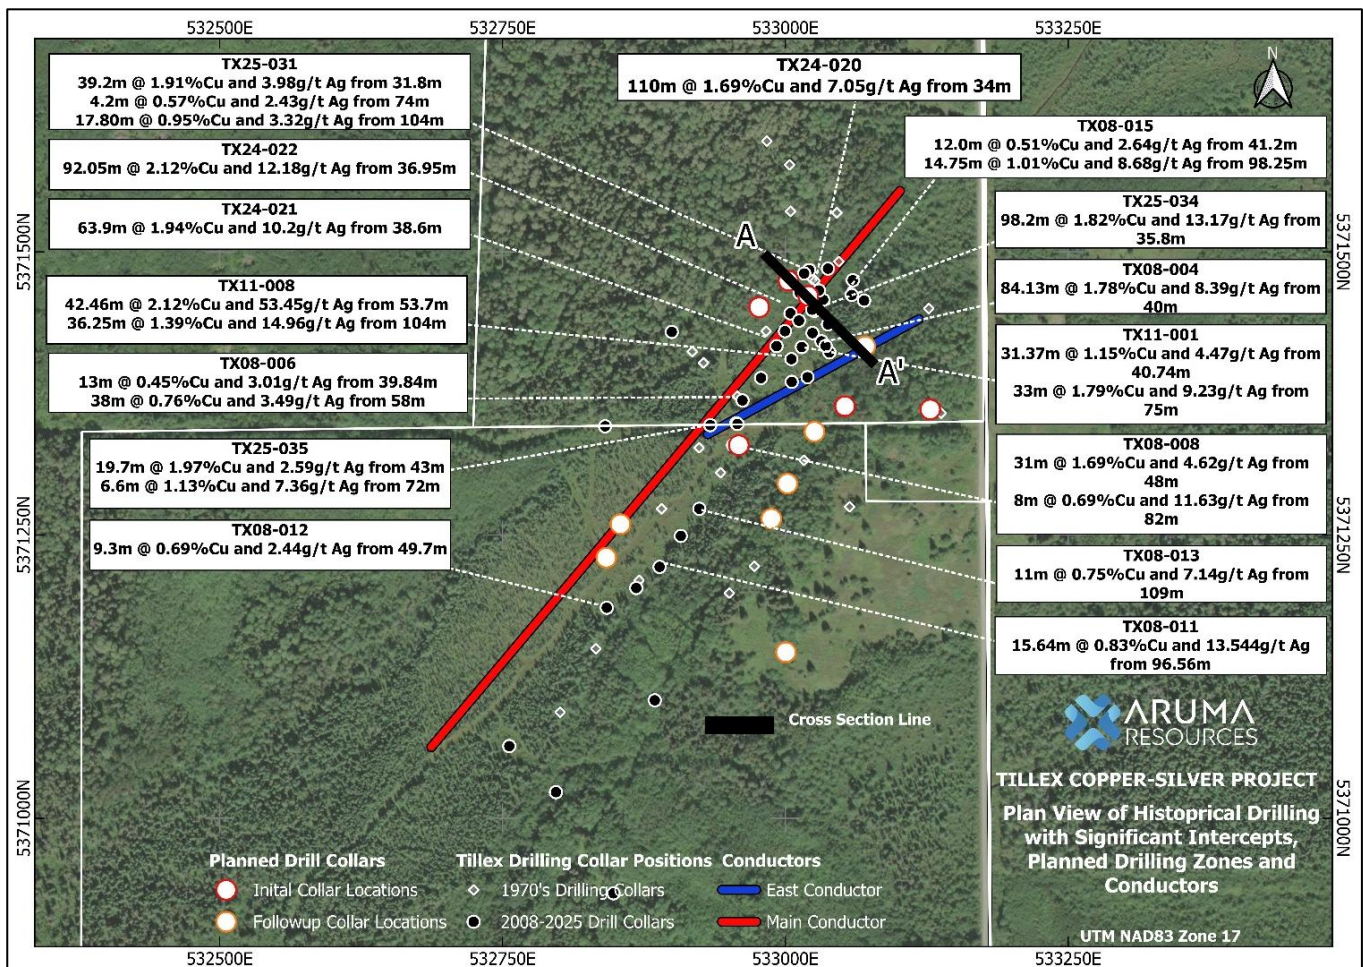 532500E
532750E
533000E
533250E
TX25-031
39.2m @ 1.91%Cu and 3.98g/t Ag from 31.8m
4.2m @ 0.57%Cu and 2.43g/t Ag from 74m
17.80m @ 0.95%Cu and 3.32g/t Ag from 104m
TX24-020
110m @ 1.69%Cu and 7.05g/t Ag from 34m
N
TX24-022
92.05m @ 2.12%Cu and 12.18g/t Ag from 36.95m
TX08-015
12.0m @ 0.51%Cu and 2.64g/t Ag from 41.2m
14.75m @ 1.01%Cu and 8.68g/t Ag from 98.25m
TX24-021
63.9m @ 1.94%Cu and 10.2g/t Ag from 38.6m
TX25-034
98.2m @ 1.82%Cu and 13.17g/t Ag from
35.8m
5371500N
A
5371500N
TX11-008
42.46m @ 2.12%Cu and 53.45g/t Ag from 53.7m
36.25m @ 1.39%Cu and 14.96g/t Ag from 104m
TX08-004
84.13m @ 1.78%Cu and 8.39g/t Ag from
40m
TX11-001
31.37m @ 1.15%Cu and 4.47g/t Ag from
40.74m
33m @ 1.79%Cu and 9.23g/t Ag from
75m
A'
TX08-006
13m @ 0.45%Cu and 3.01g/t Ag from 39.84m
38m @ 0.76%Cu and 3.49g/t Ag from 58m
TX25-035
19.7m @ 1.97%Cu and 2.59g/t Ag from 43m
6.6m @ 1.13%Cu and 7.36g/t Ag from 72m
TX08-008
31m @ 1.69%Cu and 4.62g/t Ag from
48m
8m @ 0.69%Cu and 11.63g/t Ag from
82m
TX08-012
9.3m @ 0.69%Cu and 2.44g/t Ag from 49.7m
5371250N
5371250N
TX08-013
11m @ 0.75%Cu and 7.14g/t Ag from
109m
TX08-011
15.64m @ 0.83%Cu and 13.544g/t Ag
from 96.56m
Cross Section Line
ARUMA
RESOURCES
TILLEX COPPER-SILVER PROJECT
Plan View of Historprical Drilling
with Significant Intercepts,
Planned Drilling Zones and
Conductors
5371000N
5371000N
Planned Drill Collars
Inital Collar Locations
Followup Collar Locations
Tillex Drilling Collar Positions
1970's Drilling Collars
2008-2025 Drill Collars
Conductors
East Conductor
Main Conductor
UTM NAD83 Zone 17
532500E
532750E
533000E
533250E